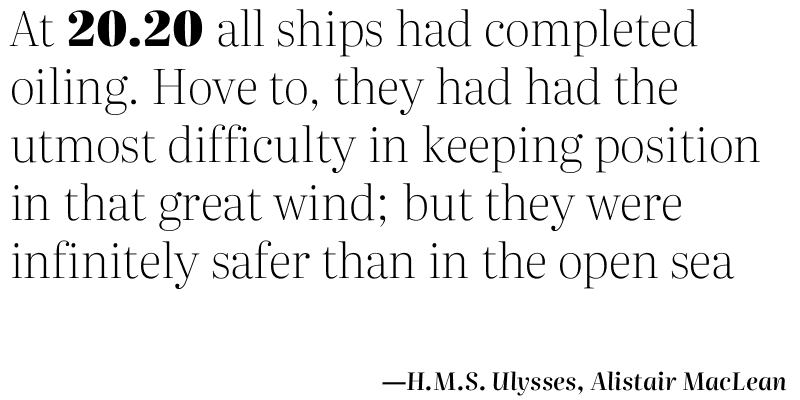 At 20.20 all ships had completed
oiling. Hove to, they had had the
utmost difficulty in keeping position
in that great wind; but they were
infinitely safer than in the open sea
—H.M.S. Ulysses, Alistair MacLean